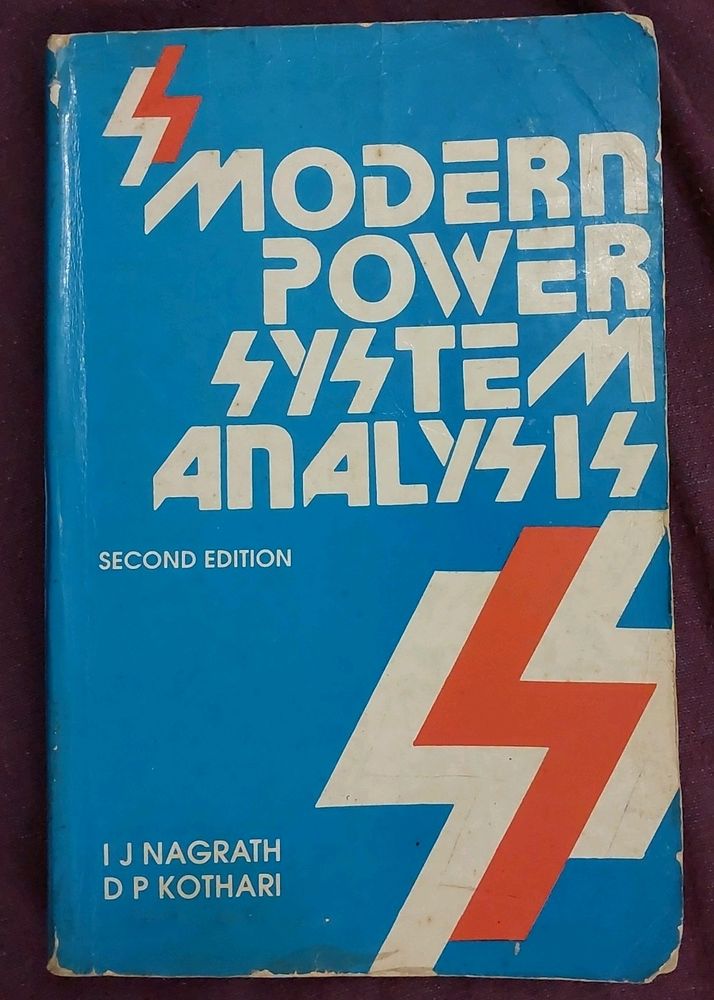 MODERN
POWER
SYSTEM
ANALYSIS
SECOND EDITION
I J NAGRATH
D P KOTHARI